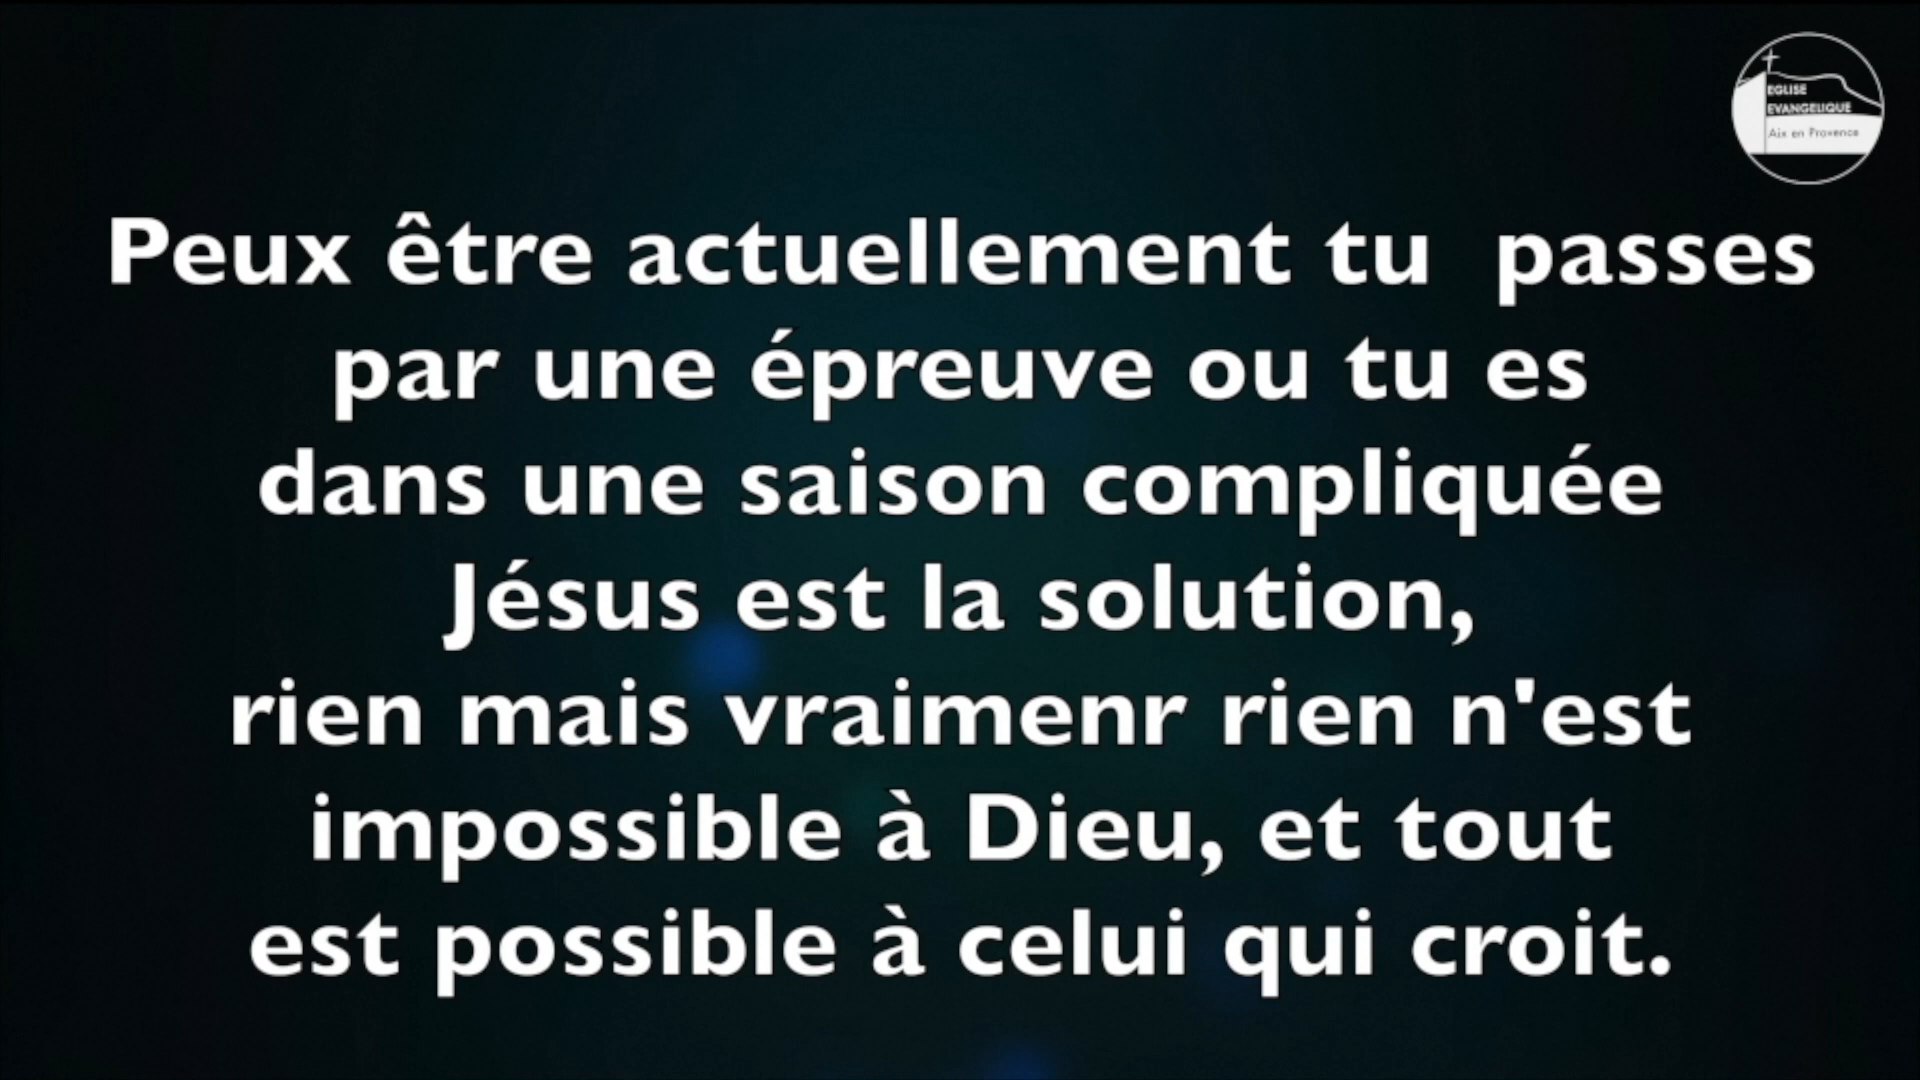 EGLISE
EVANGELIQUE
Aix en Provence
Peux être actuellement tu  passes
par une épreuve ou tu es
dans une saison compliquée
Jésus est la solution,
rien mais vraimenr rien n'est
impossible à Dieu, et tout
est possible à celui qui croit.